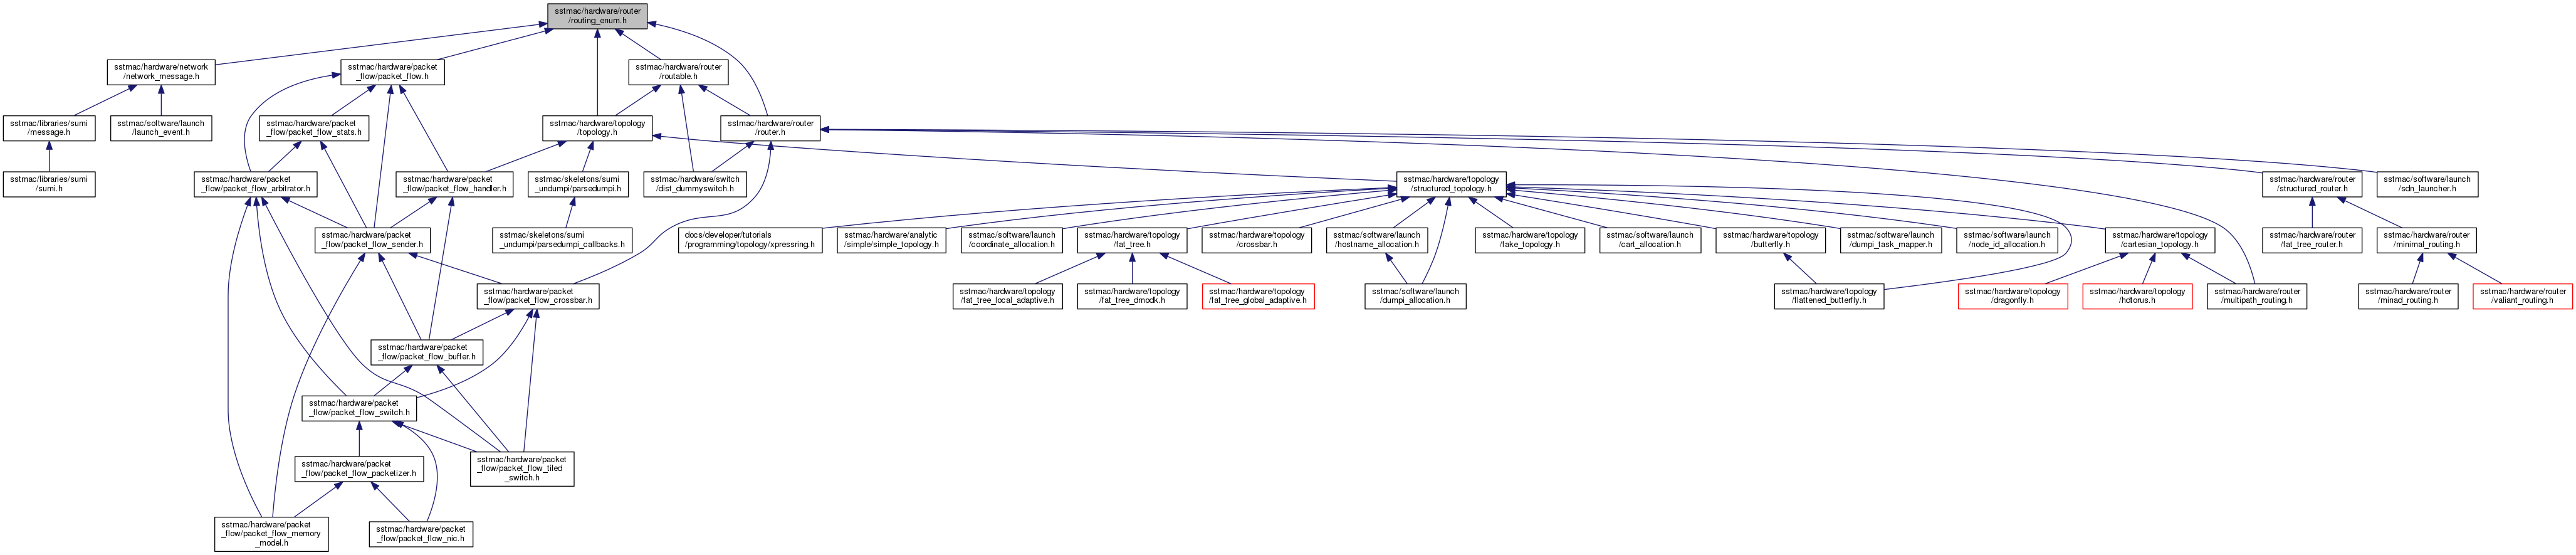 sstmac/hardware/router
/routing_enum.h
sstmac/hardware/network
/network_message.h
sstmac/hardware/packet
_flow/packet_flow.h
sstmac/hardware/router
/routable.h
sstmac/libraries/sumi
/message.h
sstmac/software/launch
/launch_event.h
sstmac/hardware/packet
_flow/packet_flow_stats.h
sstmac/hardware/topology
/topology.h
sstmac/hardware/router
/router.h
sstmac/libraries/sumi
/sumi.h
sstmac/hardware/packet
_flow/packet_flow_arbitrator.h
sstmac/hardware/packet
_flow/packet_flow_handler.h
sstmac/skeletons/sumi
_undumpi/parsedumpi.h
sstmac/hardware/switch
/dist_dummyswitch.h
sstmac/hardware/topology
/structured_topology.h
sstmac/hardware/router
/structured_router.h
sstmac/software/launch
/sdn_launcher.h
sstmac/hardware/packet
_flow/packet_flow_sender.h
sstmac/skeletons/sumi
_undumpi/parsedumpi_callbacks.h
docs/developer/tutorials
/programming/topology/xpressring.h
sstmac/hardware/analytic
/simple/simple_topology.h
sstmac/software/launch
/coordinate_allocation.h
sstmac/hardware/topology
/fat_tree.h
sstmac/hardware/topology
/crossbar.h
sstmac/software/launch
/hostname_allocation.h
sstmac/hardware/topology
/fake_topology.h
sstmac/software/launch
/cart_allocation.h
sstmac/hardware/topology
/butterfly.h
sstmac/software/launch
/dumpi_task_mapper.h
sstmac/software/launch
/node_id_allocation.h
sstmac/hardware/topology
/cartesian_topology.h
sstmac/hardware/router
/fat_tree_router.h
sstmac/hardware/router
/minimal_routing.h
sstmac/hardware/packet
_flow/packet_flow_crossbar.h
sstmac/hardware/topology
/fat_tree_local_adaptive.h
sstmac/hardware/topology
/fat_tree_dmodk.h
sstmac/hardware/topology
/fat_tree_global_adaptive.h
sstmac/software/launch
/dumpi_allocation.h
sstmac/hardware/topology
/flattened_butterfly.h
sstmac/hardware/topology
/dragonfly.h
sstmac/hardware/topology
/hdtorus.h
sstmac/hardware/router
/multipath_routing.h
sstmac/hardware/router
/minad_routing.h
sstmac/hardware/router
/valiant_routing.h
sstmac/hardware/packet
_flow/packet_flow_buffer.h
sstmac/hardware/packet
_flow/packet_flow_switch.h
sstmac/hardware/packet
_flow/packet_flow_packetizer.h
sstmac/hardware/packet
_flow/packet_flow_tiled
_switch.h
sstmac/hardware/packet
_flow/packet_flow_memory
_model.h
sstmac/hardware/packet
_flow/packet_flow_nic.h